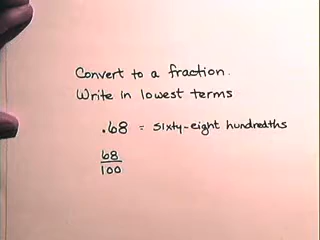 Convert to a fraction.
Write in lowest terms
.68 = sixty-eight hundredths
68
100